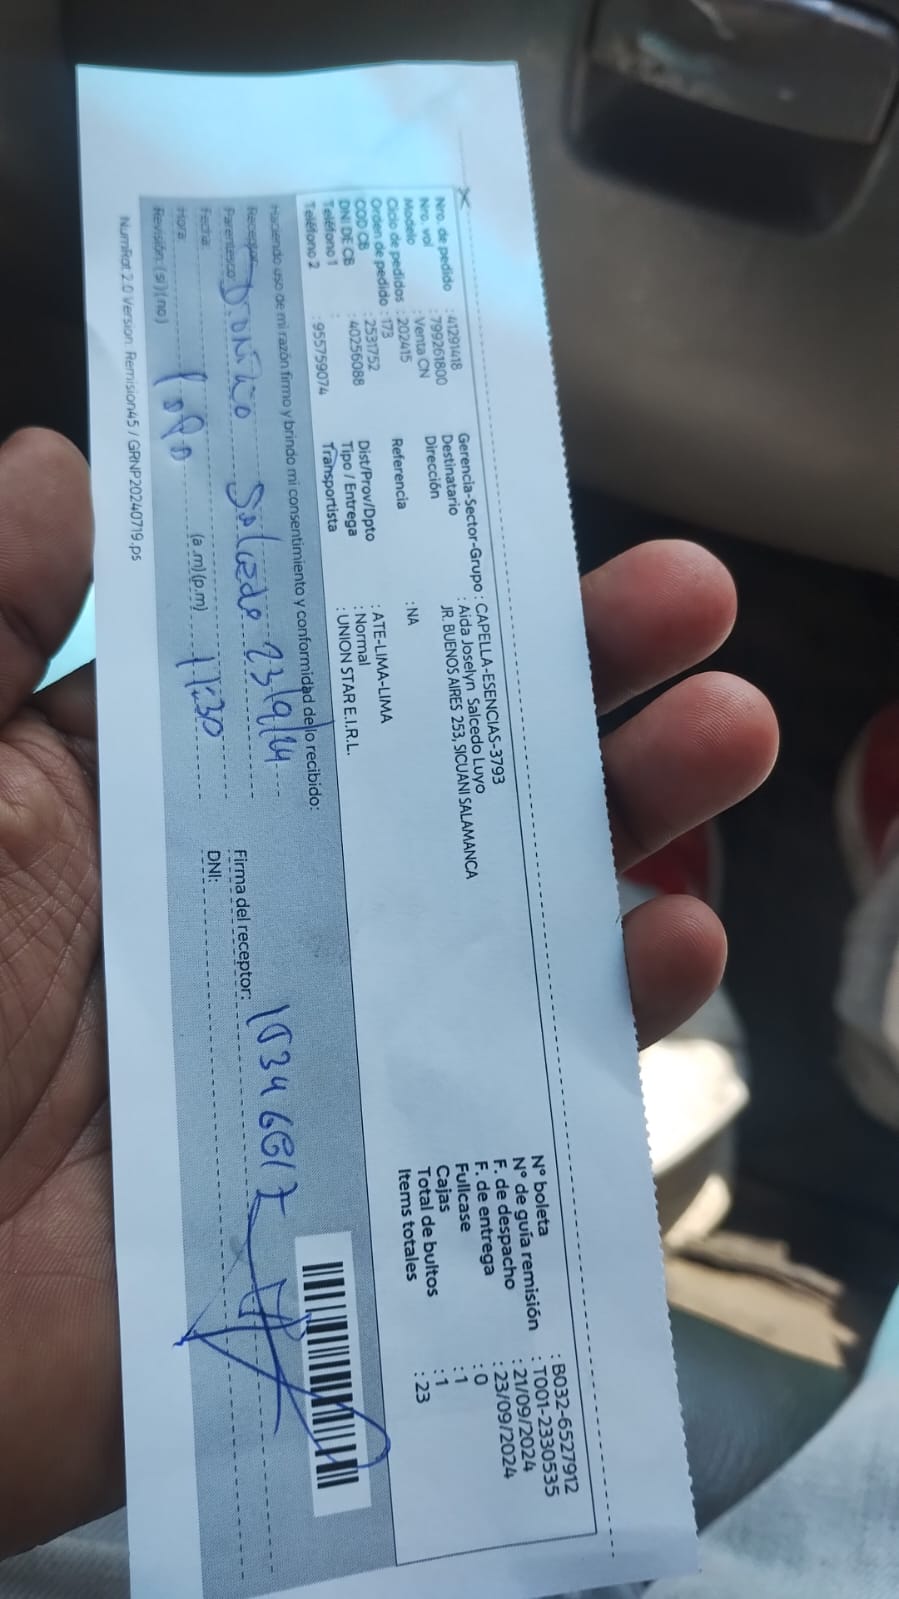 Nro. de pedido : 41291418
Nro. vol : 799261800
Modelo : Venta CN
Ciclo de pedidos : 202415
Orden de pedido : 173
COD CB : 2531752
DNI DE CB : 40256088
Teléfono 1 :
Teléfono 2 : 955759074
Gerencia-Sector-Grupo : CAPELLA-ESENCIAS-3793
Destinatario : Aida Joselyn Salcedo Luyo
Dirección JR. BUENOS AIRES 253, SICUANI SALAMANCA
Referencia : NA
Dist/Prov/Dpto : ATE-LIMA-LIMA
Tipo / Entrega : Normal
Transportista : UNION STAR E.I.R.L.
N° boleta : B032-6527912
N° de guía remisión : T001-2330535
F. de despacho : 21/09/2024
F. de entrega : 23/09/2024
Fullcase : 0
Cajas : 1
Total de bultos : 1
Items totales : 23
Haciendo uso de mi razón firmo y brindo mi consentimiento y conformidad de lo recibido:
Receptor: Salcedo 23/9/24
Parentesco:
Fecha:
Hora: (a.m)(p.m) 11:30
Revisión: (si)(no)
Firma del receptor:
DNI:
NumRat 2.0 Version: Remision45 / GRNP20240719.ps